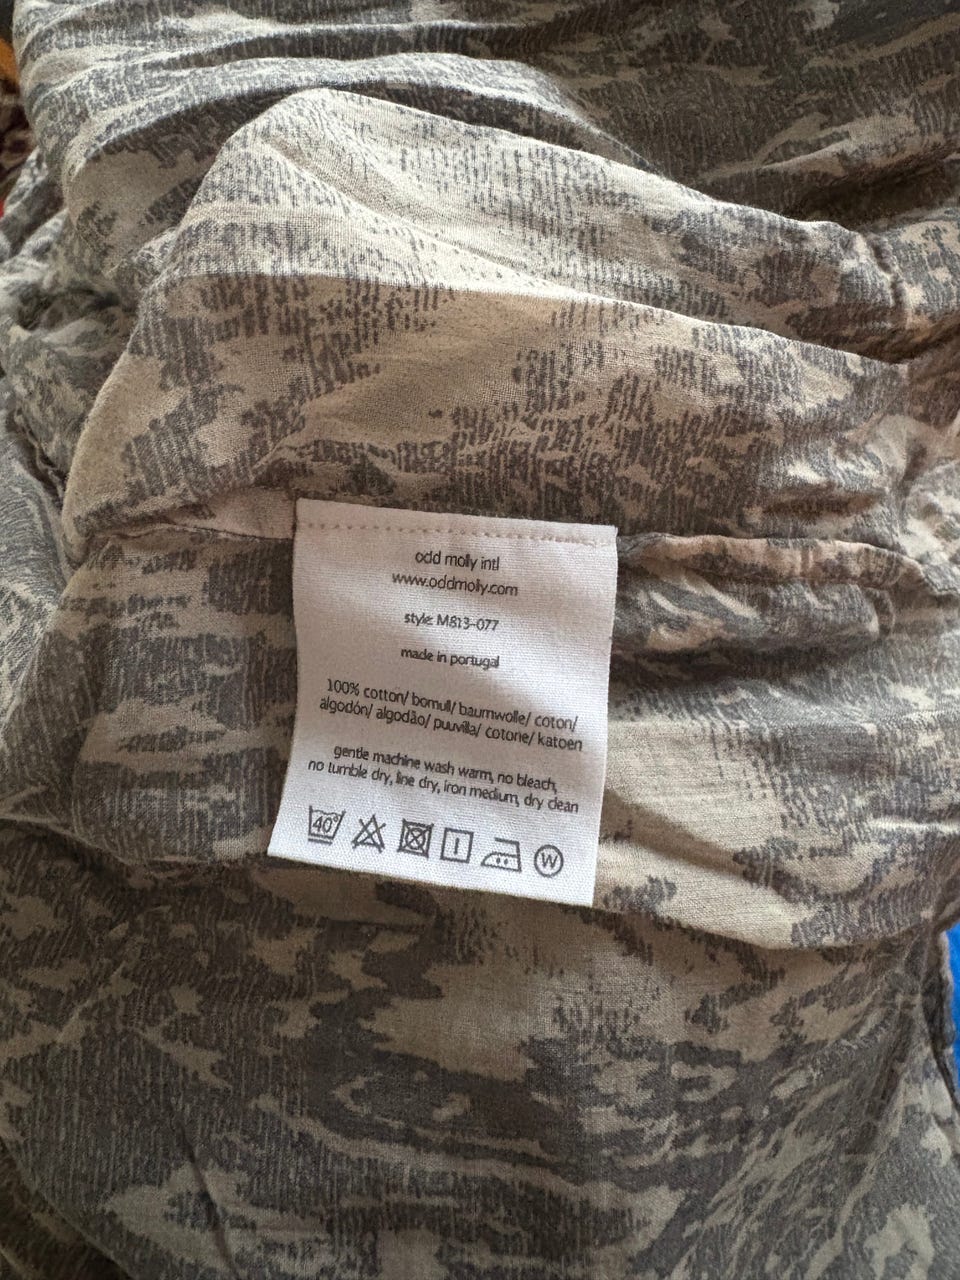 odd molly intl
www.oddmolly.com
style: M813-077
made in portugal
100% cotton/ bomull/ baumwolle/ coton/
algodón/ algodão/ puuvilla/ cotone/ katoen
gentle machine wash warm, no bleach,
no tumble dry, line dry, iron medium, dry clean
40° W